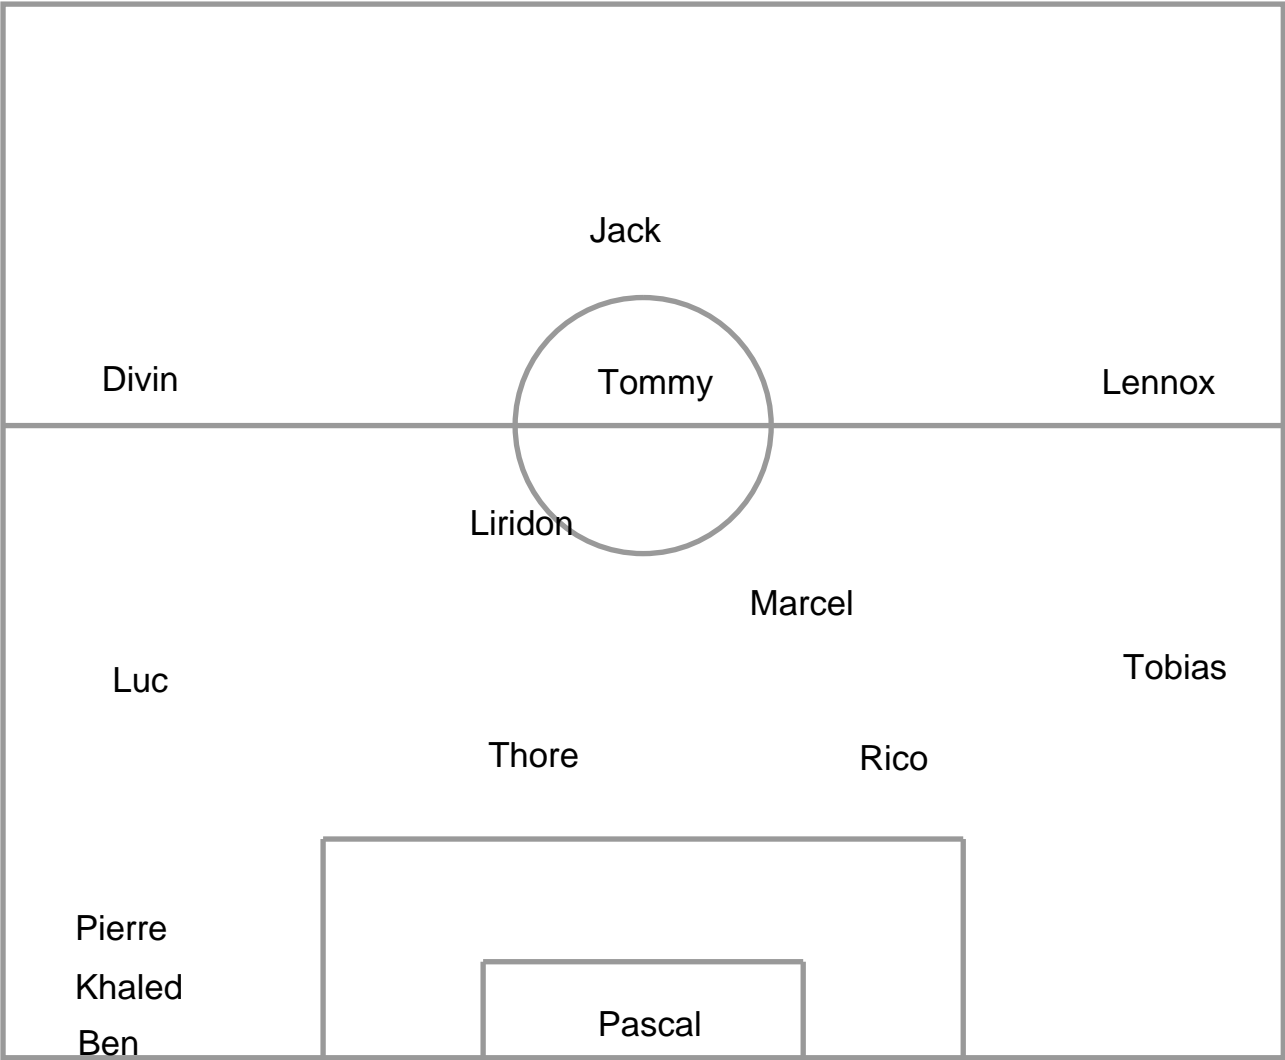 Jack
Divin
Tommy
Lennox
Liridon
Marcel
Luc
Tobias
Thore
Rico
Pierre
Khaled
Ben
Pascal